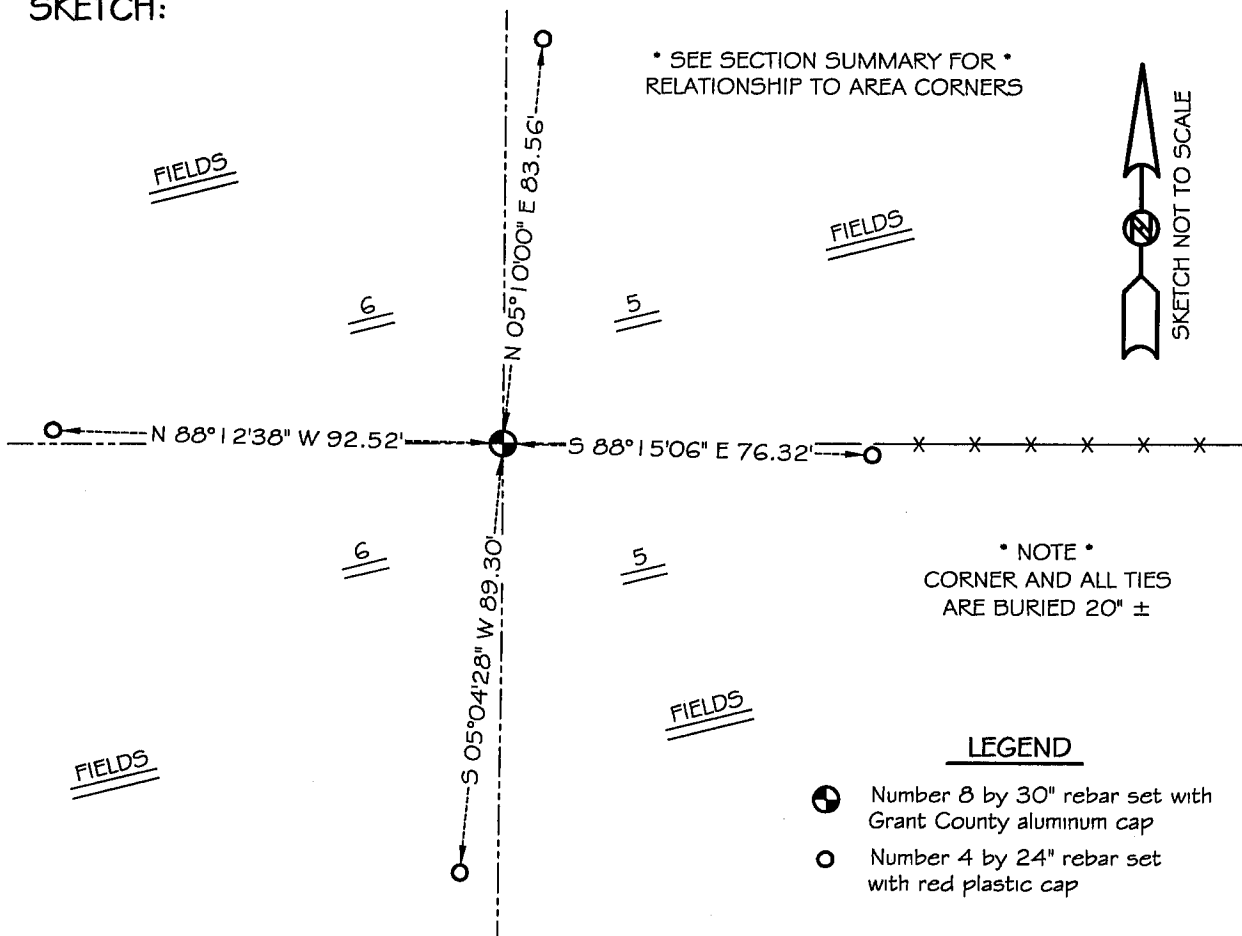 SKETCH:
* SEE SECTION SUMMARY FOR *
RELATIONSHIP TO AREA CORNERS
FIELDS
N 05°10'00" E 83.56'
FIELDS
N
SKETCH NOT TO SCALE
6
5
N 88°12'38" W 92.52'
S 88°15'06" E 76.32'
6
5
* NOTE *
CORNER AND ALL TIES
ARE BURIED 20" ±
S 05°04'28" W 89.30'
FIELDS
FIELDS
LEGEND
Number 8 by 30" rebar set with
Grant County aluminum cap
Number 4 by 24" rebar set
with red plastic cap